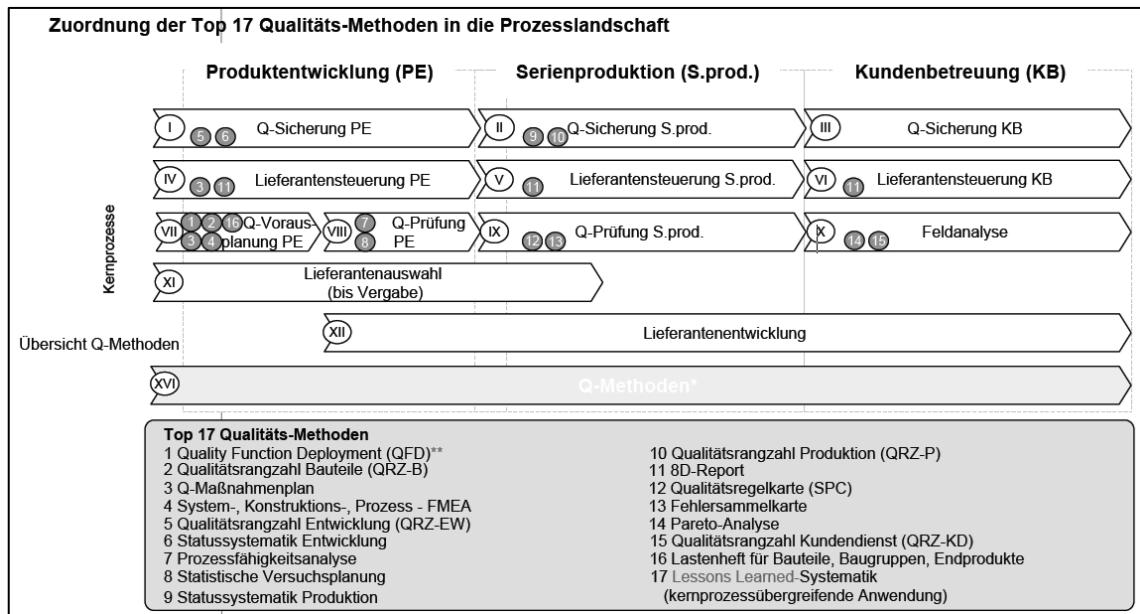 Zuordnung der Top 17 Qualitäts-Methoden in die Prozesslandschaft
Produktentwicklung (PE)
Serienproduktion (S.prod.)
Kundenbetreuung (KB)
Kernprozesse
I
5 6
Q-Sicherung PE
II
9 10
Q-Sicherung S.prod.
III
Q-Sicherung KB
IV
3 11
Lieferantensteuerung PE
V
11
Lieferantensteuerung S.prod.
VI
11
Lieferantensteuerung KB
VII
1 2 16
3 4
Q-Voraus-
planung PE
VIII
7
8
Q-Prüfung
PE
IX
12 13
Q-Prüfung S.prod.
X
14 15
Feldanalyse
XI
Lieferantenauswahl
(bis Vergabe)
XII
Lieferantenentwicklung
Übersicht Q-Methoden
XVI
Q-Methoden*
Top 17 Qualitäts-Methoden
1 Quality Function Deployment (QFD)**
2 Qualitätsrangzahl Bauteile (QRZ-B)
3 Q-Maßnahmenplan
4 System-, Konstruktions-, Prozess - FMEA
5 Qualitätsrangzahl Entwicklung (QRZ-EW)
6 Statussystematik Entwicklung
7 Prozessfähigkeitsanalyse
8 Statistische Versuchsplanung
9 Statussystematik Produktion
10 Qualitätsrangzahl Produktion (QRZ-P)
11 8D-Report
12 Qualitätsregelkarte (SPC)
13 Fehlersammelkarte
14 Pareto-Analyse
15 Qualitätsrangzahl Kundendienst (QRZ-KD)
16 Lastenheft für Bauteile, Baugruppen, Endprodukte
17 Lessons Learned-Systematik
(kernprozessübergreifende Anwendung)